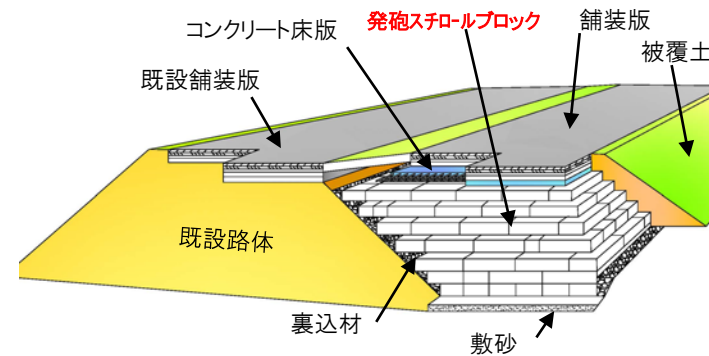 コンクリート床版
発砲スチロールブロック
舗装版
被覆土
既設舗装版
既設路体
裏込材
敷砂